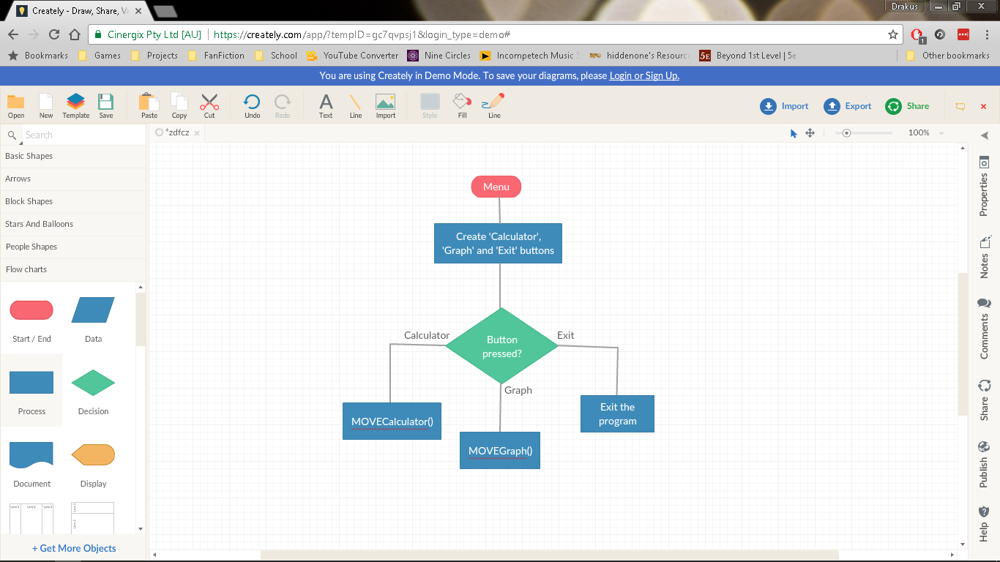 Creately - Draw, Share, Va
Drakus
Cinergix Pty Ltd [AU]
https://creately.com/app/?tempID=gc7qvpsj1&login_type=demo#
1
Bookmarks
Games
Projects
FanFiction
School
YouTube Converter
Nine Circles
Incompetech Music S
hiddenone's Resourc
5E
Beyond 1st Level | 5e
Other bookmarks
You are using Creately in Demo Mode. To save your diagrams, please Login or Sign Up.
Open
New
Template
Save
Paste
Copy
Cut
Undo
Redo
Text
Line
Import
Style
Fill
Line
Import
Export
Share
Search
*zdfcz
100%
Basic Shapes
Arrows
Block Shapes
Stars And Balloons
People Shapes
Flow charts
Start / End
Data
Process
Decision
Document
Display
+ Get More Objects
Menu
Create 'Calculator',
'Graph' and 'Exit' buttons
Calculator
Button
pressed?
Exit
Graph
MOVECalculator()
MOVEGraph()
Exit the
program
Properties
Notes
Comments
Share
Publish
Help